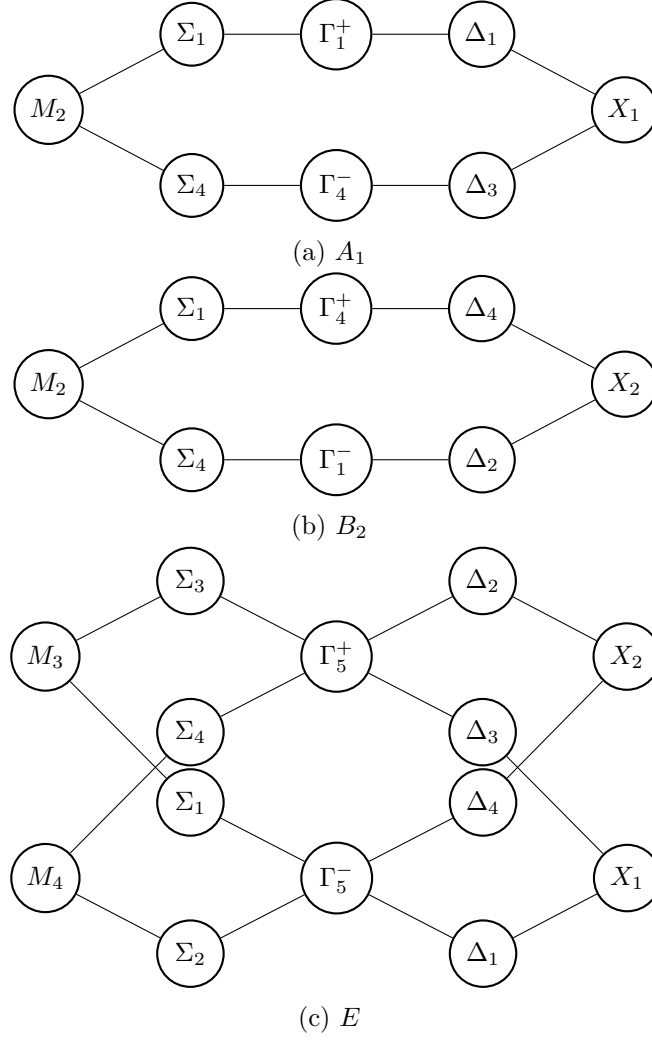 Σ₁ Γ₁⁺ Δ₁
M₂ X₁
Σ₄ Γ₄⁻ Δ₃
(a) A₁
Σ₁ Γ₄⁺ Δ₄
M₂ X₂
Σ₄ Γ₁⁻ Δ₂
(b) B₂
Σ₃ Δ₂
M₃ Γ₅⁺ X₂
Σ₄ Δ₃
Σ₁ Δ₄
M₄ Γ₅⁻ X₁
Σ₂ Δ₁
(c) E